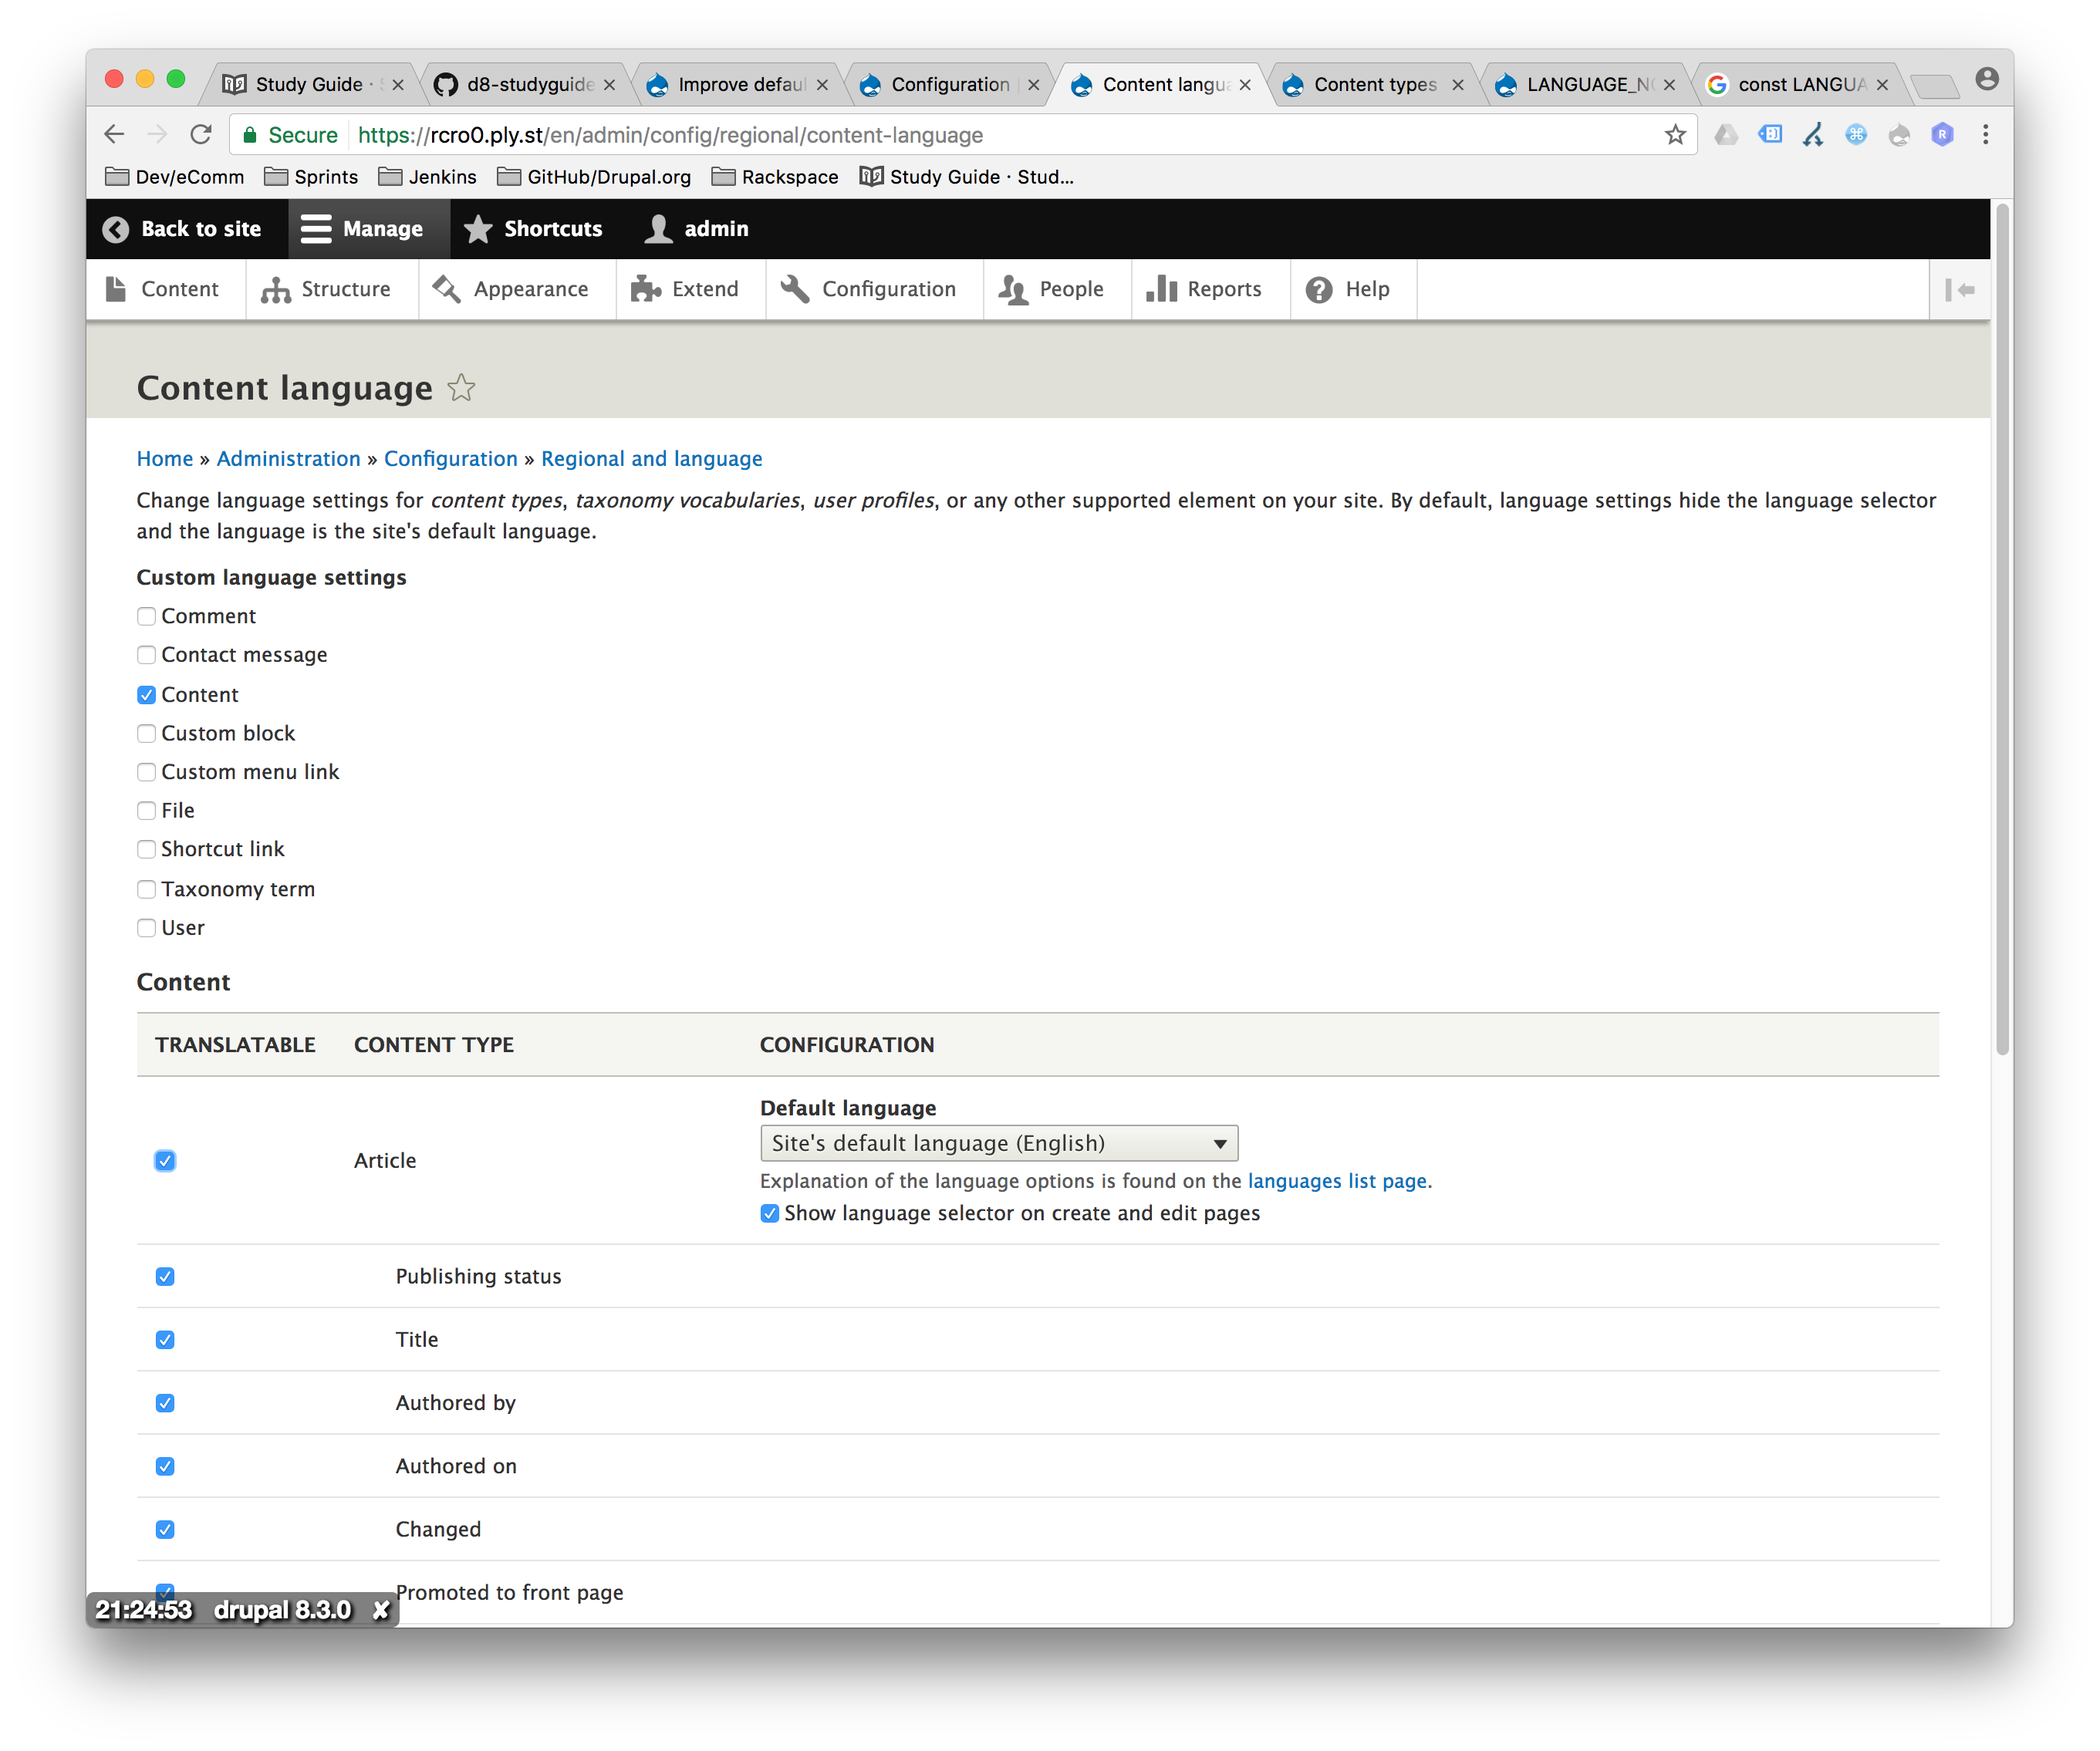 Study Guide · S
d8-studyguide
Improve defaul
Configuration
Content langua
Content types
LANGUAGE_NO
const LANGUA
Secure https://rcro0.ply.st/en/admin/config/regional/content-language
Dev/eComm Sprints Jenkins GitHub/Drupal.org Rackspace Study Guide · Stud...
Back to site Manage Shortcuts admin
Content Structure Appearance Extend Configuration People Reports Help
Content language
Home » Administration » Configuration » Regional and language
Change language settings for content types, taxonomy vocabularies, user profiles, or any other supported element on your site. By default, language settings hide the language selector
and the language is the site's default language.
Custom language settings
Comment
Contact message
Content
Custom block
Custom menu link
File
Shortcut link
Taxonomy term
User
Content
TRANSLATABLE CONTENT TYPE CONFIGURATION
Default language
Site's default language (English)
Article
Explanation of the language options is found on the languages list page.
Show language selector on create and edit pages
Publishing status
Title
Authored by
Authored on
Changed
Promoted to front page
21:24:53 drupal 8.3.0 ✘